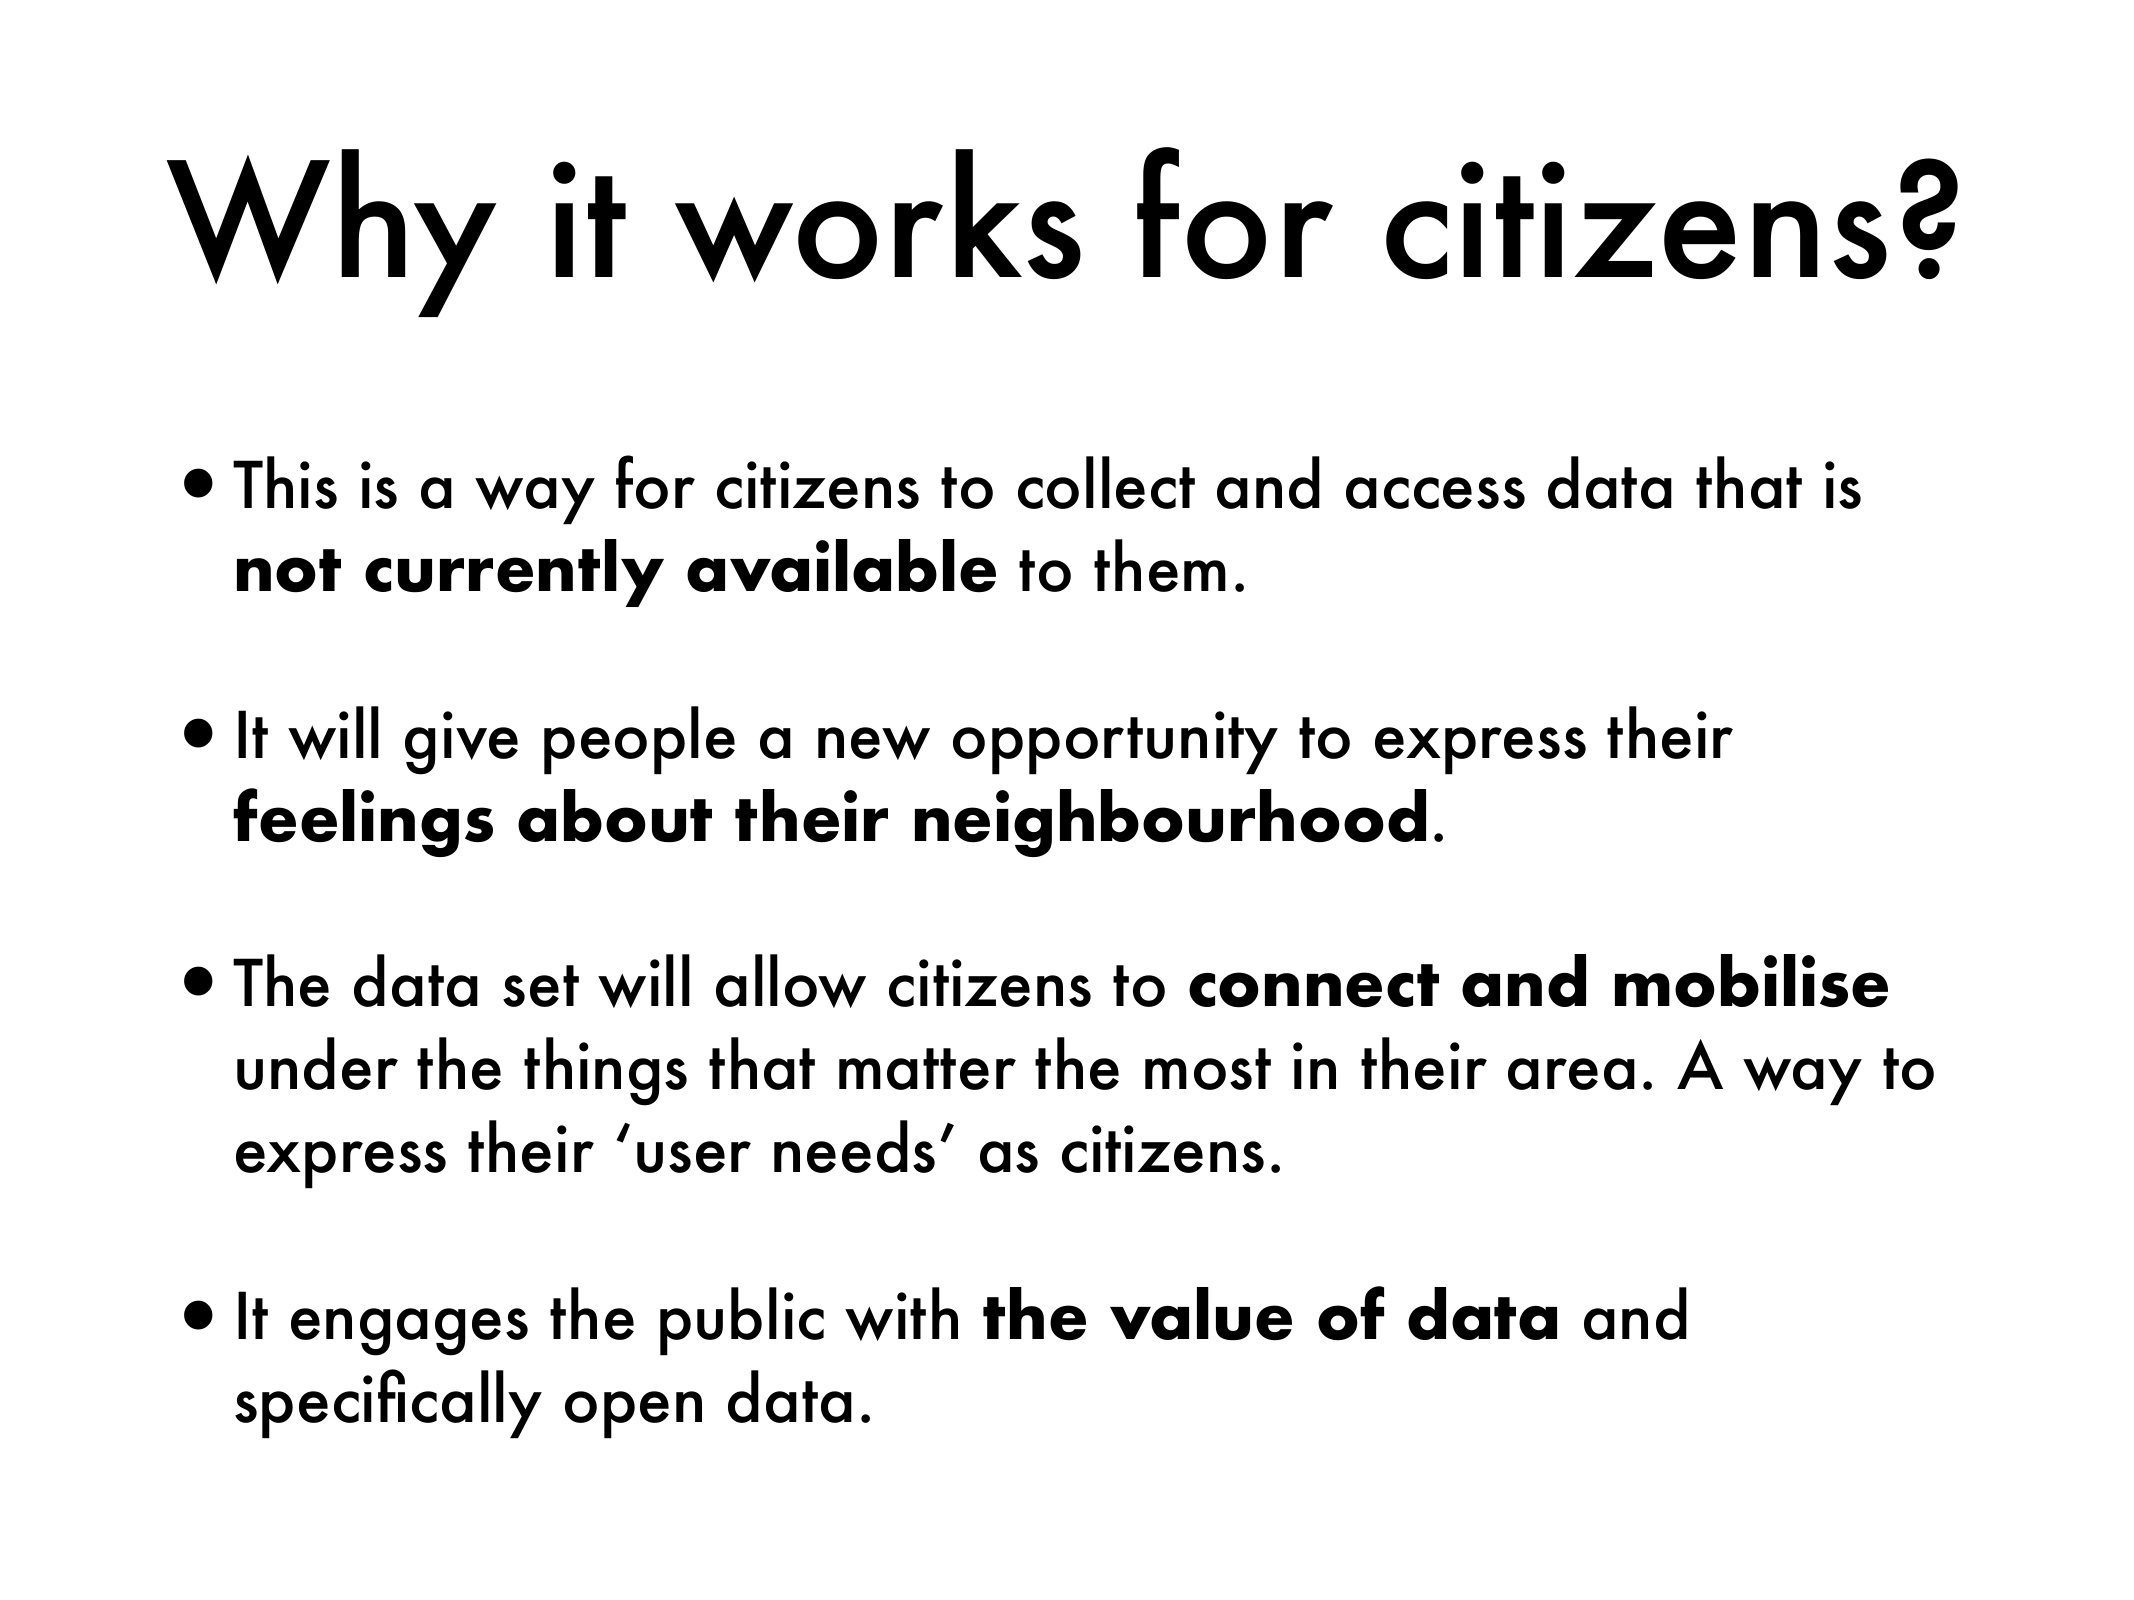 Why it works for citizens?
• This is a way for citizens to collect and access data that is
not currently available to them.
• It will give people a new opportunity to express their
feelings about their neighbourhood.
• The data set will allow citizens to connect and mobilise
under the things that matter the most in their area. A way to
express their ‘user needs’ as citizens.
• It engages the public with the value of data and
specifically open data.